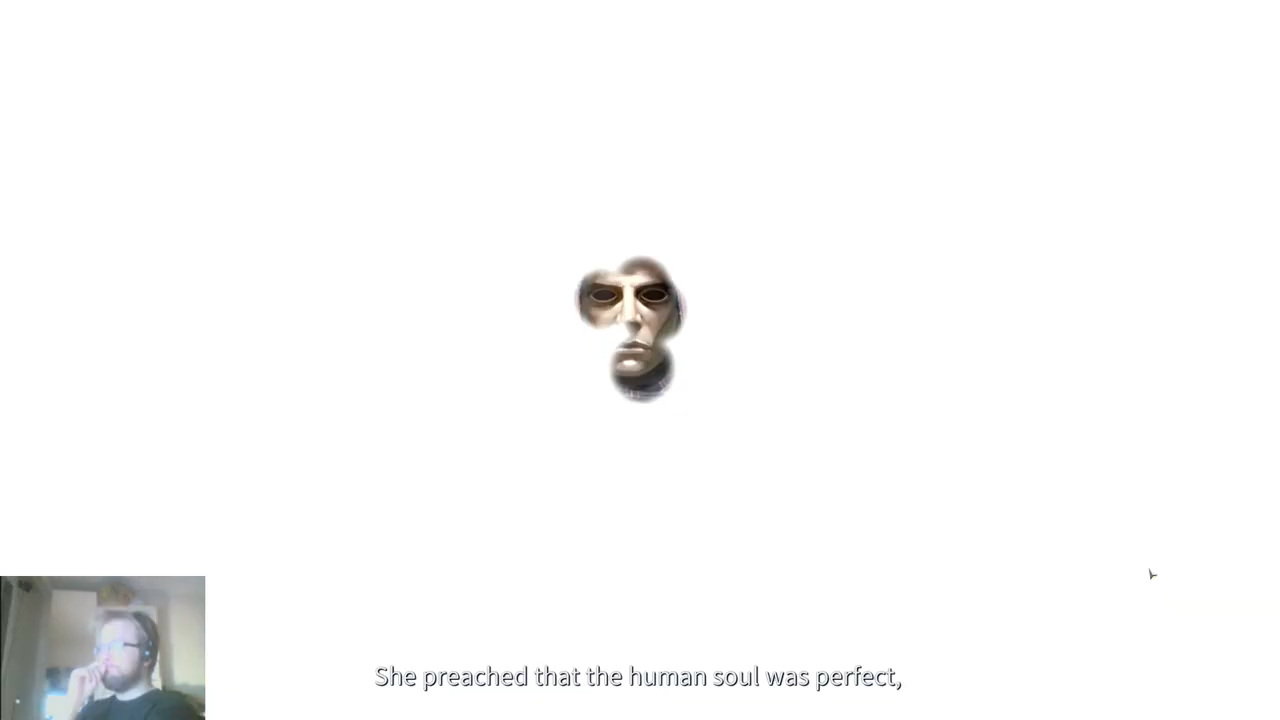 She preached that the human soul was perfect,